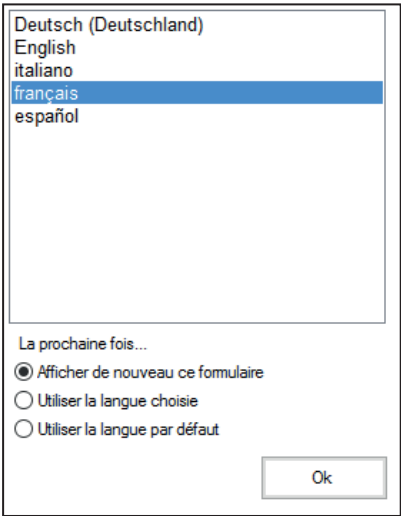 Deutsch (Deutschland)
English
italiano
français
español
La prochaine fois...
Afficher de nouveau ce formulaire
Utiliser la langue choisie
Utiliser la langue par défaut
Ok